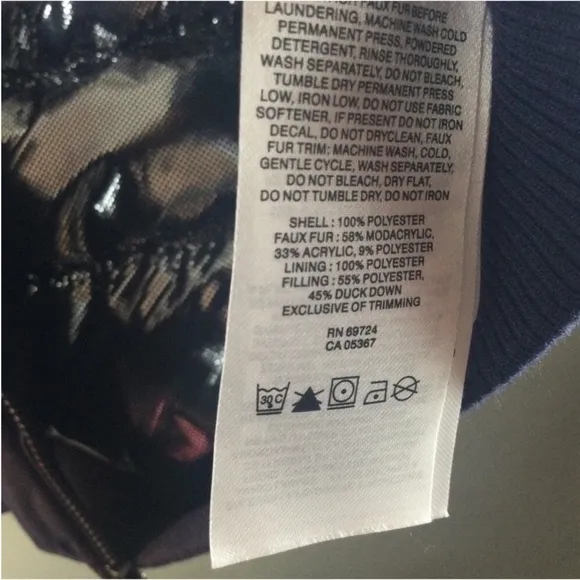 FAUX FUR BEFORE
LAUNDERING, MACHINE WASH COLD
PERMANENT PRESS, POWDERED
DETERGENT, RINSE THOROUGHLY,
WASH SEPARATELY, DO NOT BLEACH,
TUMBLE DRY PERMANENT PRESS
LOW, IRON LOW, DO NOT USE FABRIC
SOFTENER, IF PRESENT DO NOT IRON
DECAL, DO NOT DRYCLEAN, FAUX
FUR TRIM: MACHINE WASH, COLD,
GENTLE CYCLE, WASH SEPARATELY,
DO NOT BLEACH, DRY FLAT,
DO NOT TUMBLE DRY, DO NOT IRON
SHELL : 100% POLYESTER
FAUX FUR : 58% MODACRYLIC,
33% ACRYLIC, 9% POLYESTER
LINING : 100% POLYESTER
FILLING : 55% POLYESTER,
45% DUCK DOWN
EXCLUSIVE OF TRIMMING
RN 69724
CA 05367
30 C